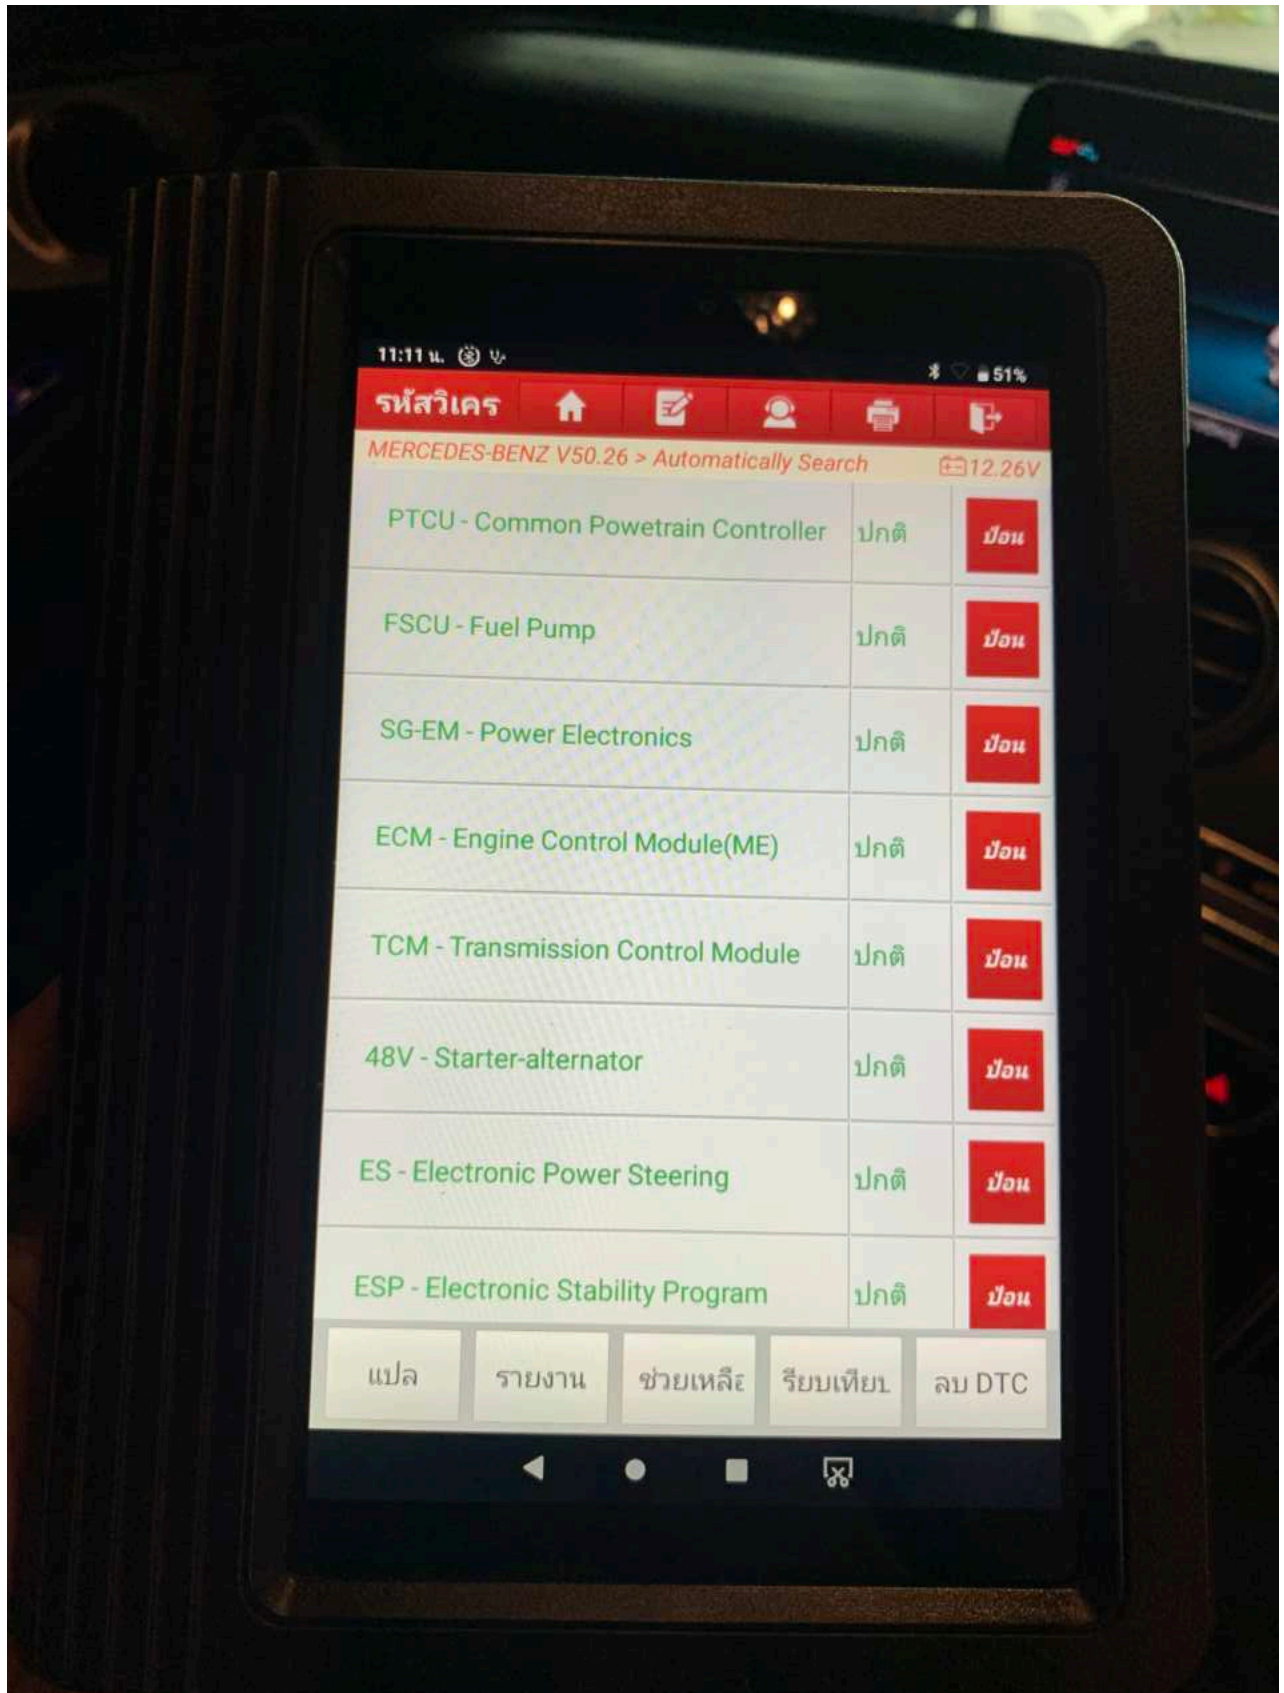 11:11 น. 51%
รหัสวิเคร
MERCEDES-BENZ V50.26 > Automatically Search 12.26V
PTCU - Common Powetrain Controller ปกติ ป้อน
FSCU - Fuel Pump ปกติ ป้อน
SG-EM - Power Electronics ปกติ ป้อน
ECM - Engine Control Module(ME) ปกติ ป้อน
TCM - Transmission Control Module ปกติ ป้อน
48V - Starter-alternator ปกติ ป้อน
ES - Electronic Power Steering ปกติ ป้อน
ESP - Electronic Stability Program ปกติ ป้อน
แปล รายงาน ช่วยเหลือ รียบเทียบ ลบ DTC